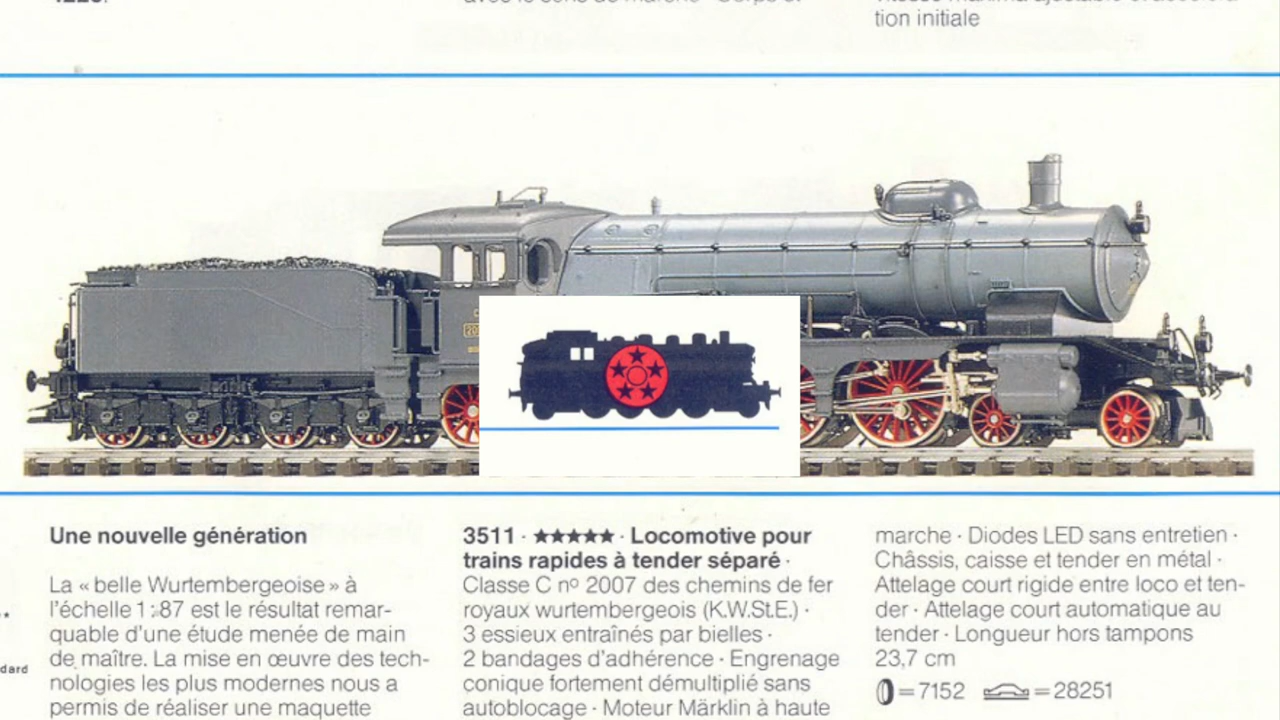 tion initiale
Une nouvelle génération
La « belle Wurtembergeoise » à
l'échelle 1:87 est le résultat remar-
quable d'une étude menée de main
de maître. La mise en œuvre des tech-
nologies les plus modernes nous a
permis de réaliser une maquette
dard
3511 · ★★★★★ · Locomotive pour
trains rapides à tender séparé ·
Classe C nº 2007 des chemins de fer
royaux wurtembergeois (K.W.St.E.) ·
3 essieux entraînés par bielles ·
2 bandages d'adhérence · Engrenage
conique fortement démultiplié sans
autoblocage · Moteur Märklin à haute
marche · Diodes LED sans entretien ·
Châssis, caisse et tender en métal ·
Attelage court rigide entre loco et ten-
der · Attelage court automatique au
tender · Longueur hors tampons
23,7 cm
=7152 =28251